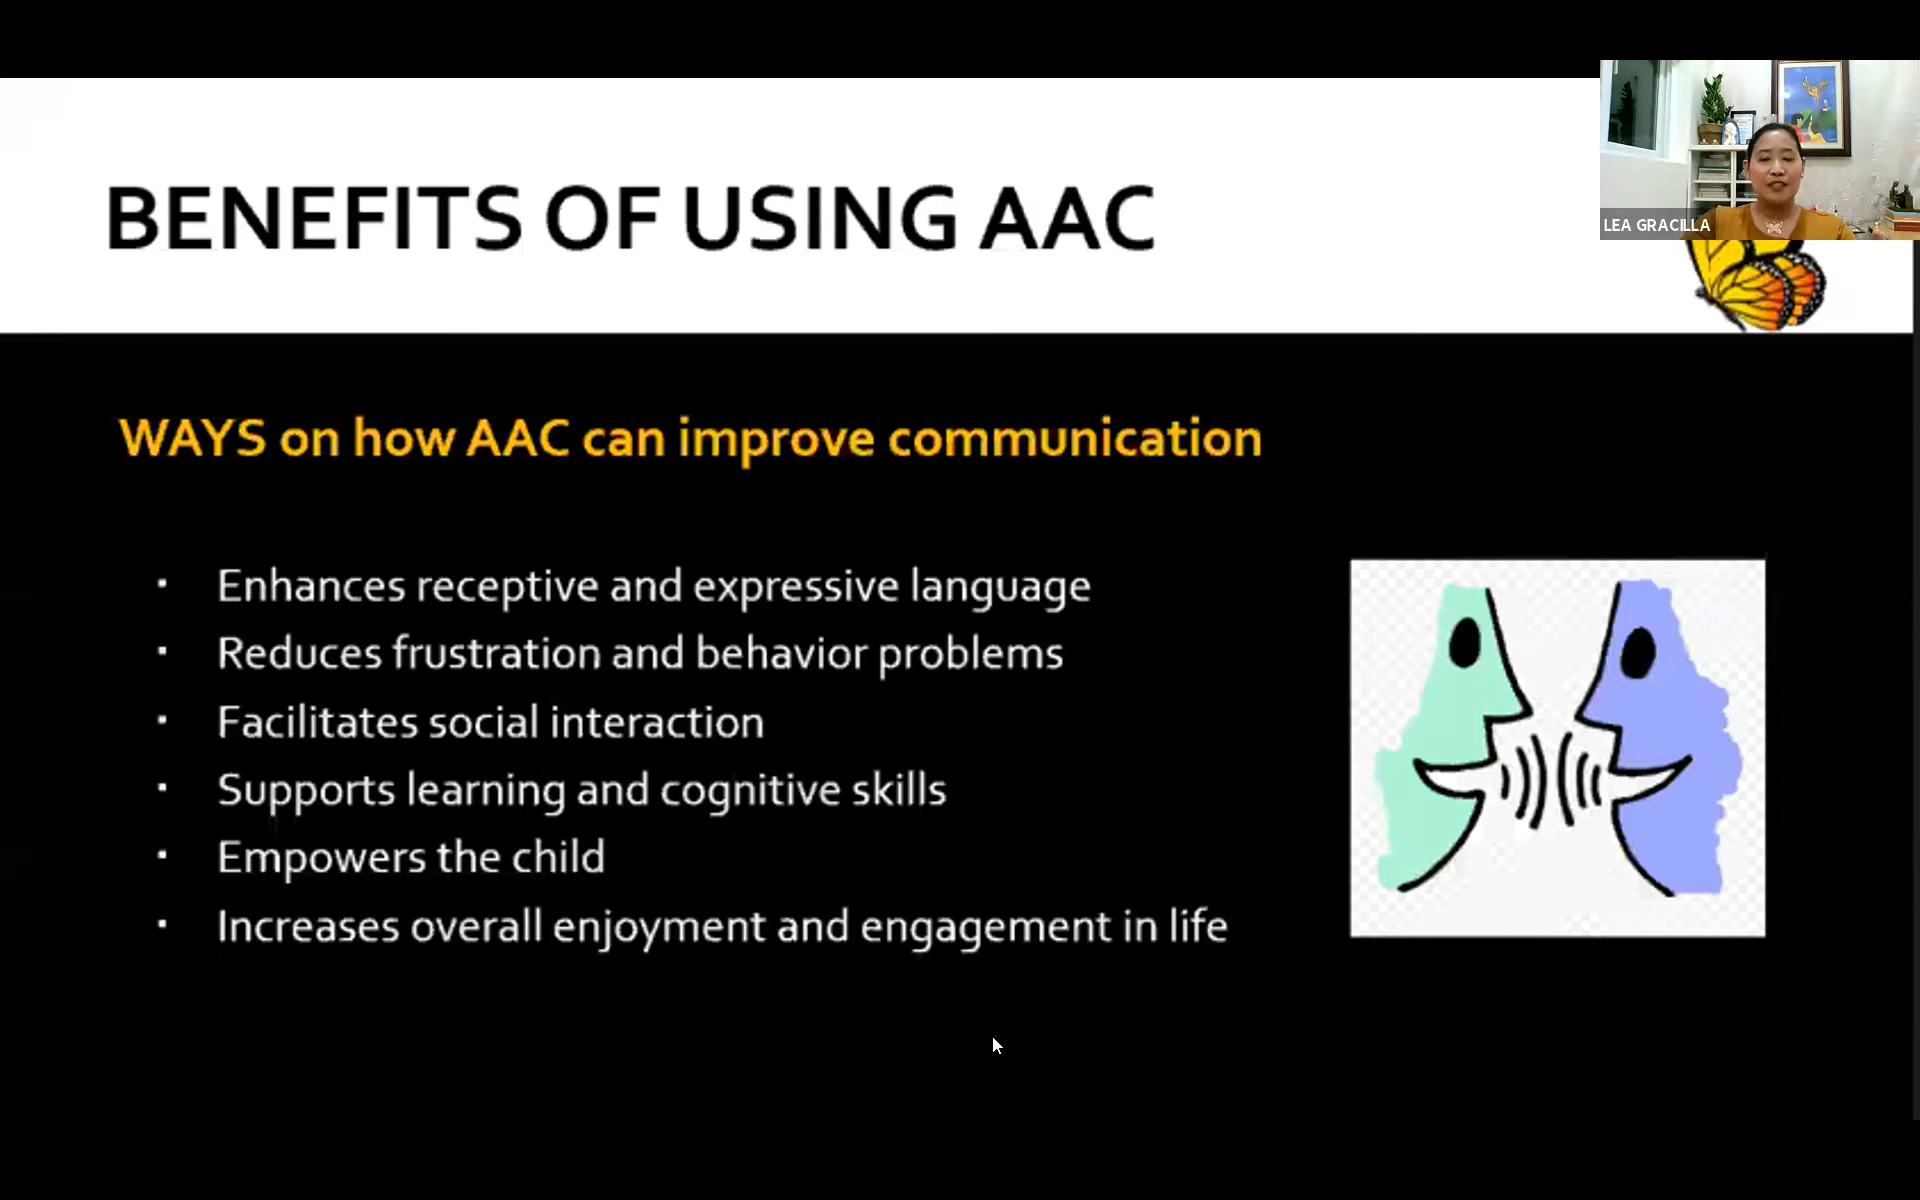 BENEFITS OF USING AAC
LEA GRACILLA
WAYS on how AAC can improve communication
▪ Enhances receptive and expressive language
▪ Reduces frustration and behavior problems
▪ Facilitates social interaction
▪ Supports learning and cognitive skills
▪ Empowers the child
▪ Increases overall enjoyment and engagement in life